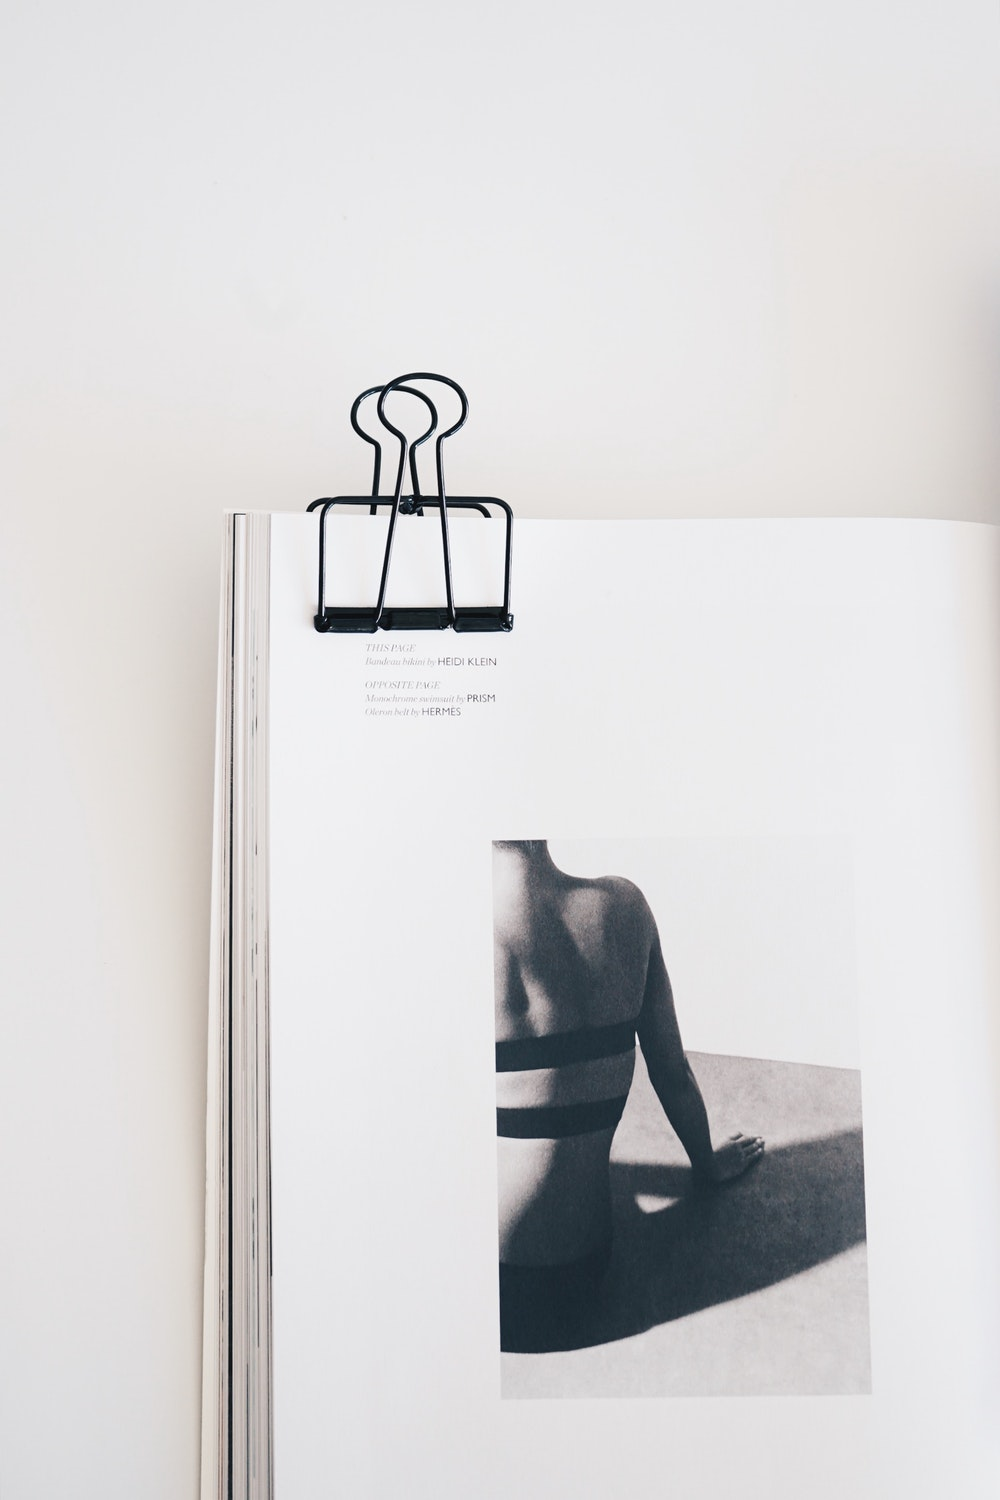 THIS PAGE
Bandeau bikini by HEIDI KLEIN
OPPOSITE PAGE
Monochrome swimsuit by PRISM
Oleron belt by HERMÈS